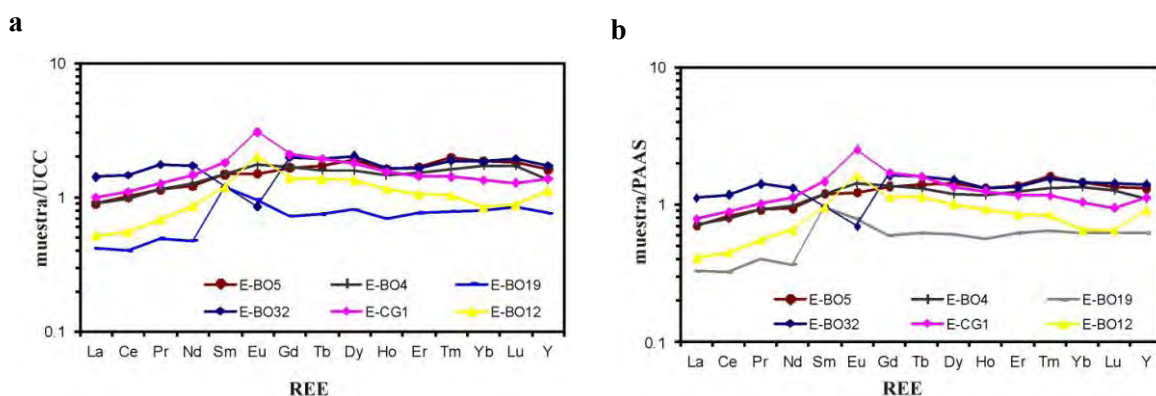 a
10
1
0.1
muestra/UCC
E-BO5 E-BO4 E-BO19
E-BO32 E-CG1 E-BO12
La Ce Pr Nd Sm Eu Gd Tb Dy Ho Er Tm Yb Lu Y
REE
b
10
1
0.1
muestra/PAAS
E-BO5 E-BO4 E-BO19
E-BO32 E-CG1 E-BO12
La Ce Pr Nd Sm Eu Gd Tb Dy Ho Er Tm Yb Lu Y
REE